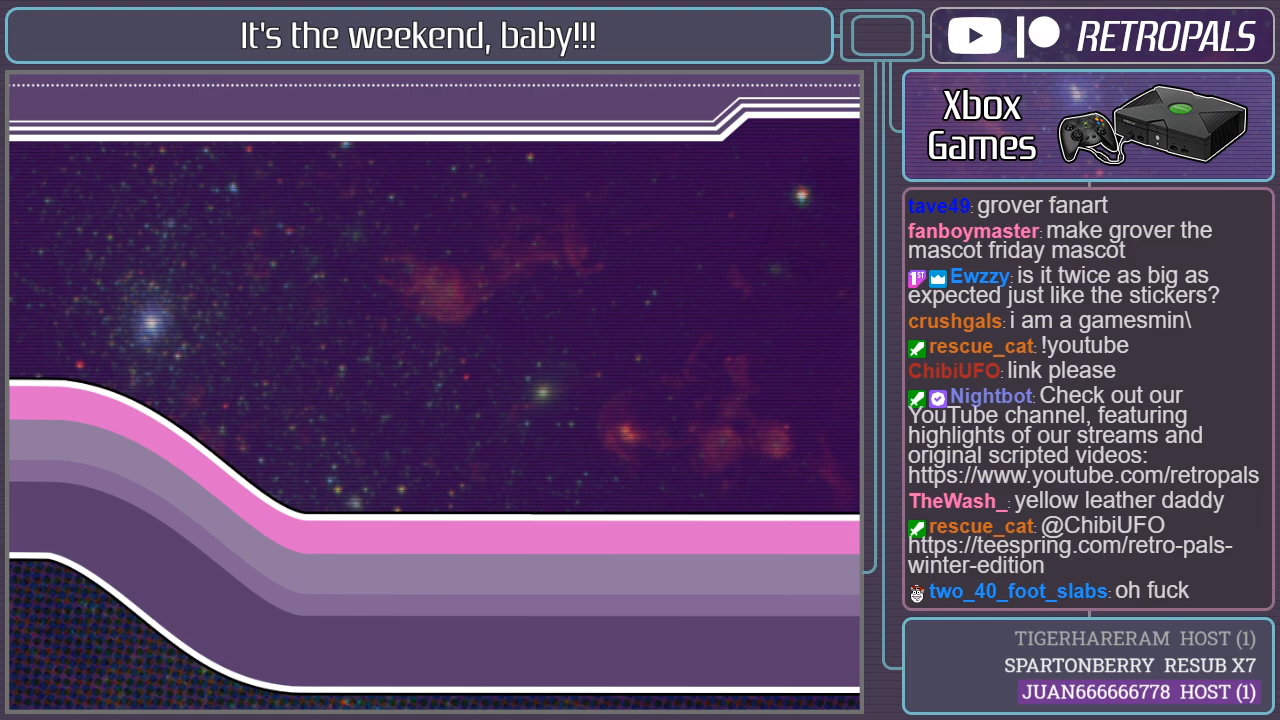 It's the weekend, baby!!!
RETROPALS
Xbox
Games
tave49: grover fanart
fanboymaster: make grover the
mascot friday mascot
1ST Ewzzy: is it twice as big as
expected just like the stickers?
crushgals: i am a gamesmin\
rescue_cat: !youtube
ChibiUFO: link please
Nightbot: Check out our
YouTube channel, featuring
highlights of our streams and
original scripted videos:
https://www.youtube.com/retropals
TheWash_: yellow leather daddy
rescue_cat: @ChibiUFO
https://teespring.com/retro-pals-
winter-edition
two_40_foot_slabs: oh fuck
TIGERHARERAM HOST (1)
SPARTONBERRY RESUB X7
JUAN666666778 HOST (1)